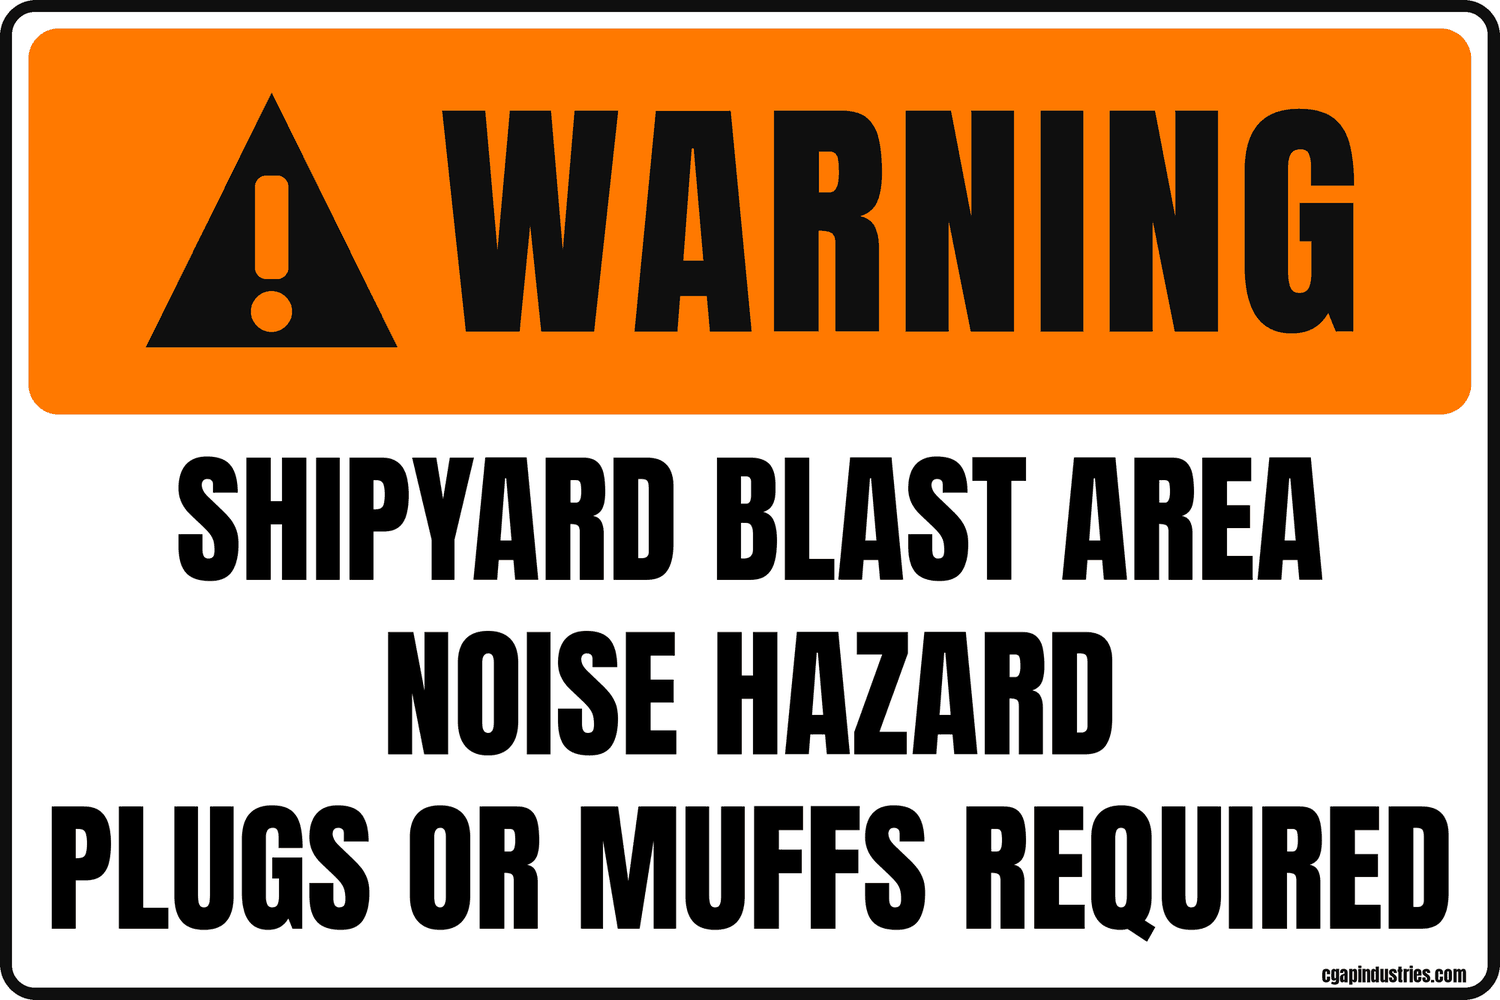 WARNING
SHIPYARD BLAST AREA
NOISE HAZARD
PLUGS OR MUFFS REQUIRED
cgapindustries.com